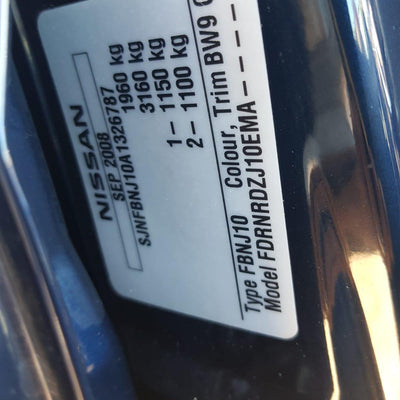 NISSAN
SEP 2008
SJNFBNJ10A1326787
1960 kg
3160 kg
1– 1150 kg
2– 1100 kg
Type FBNJ10 Colour, Trim BW9
Model FDRNRDZJ10EMA – – – –